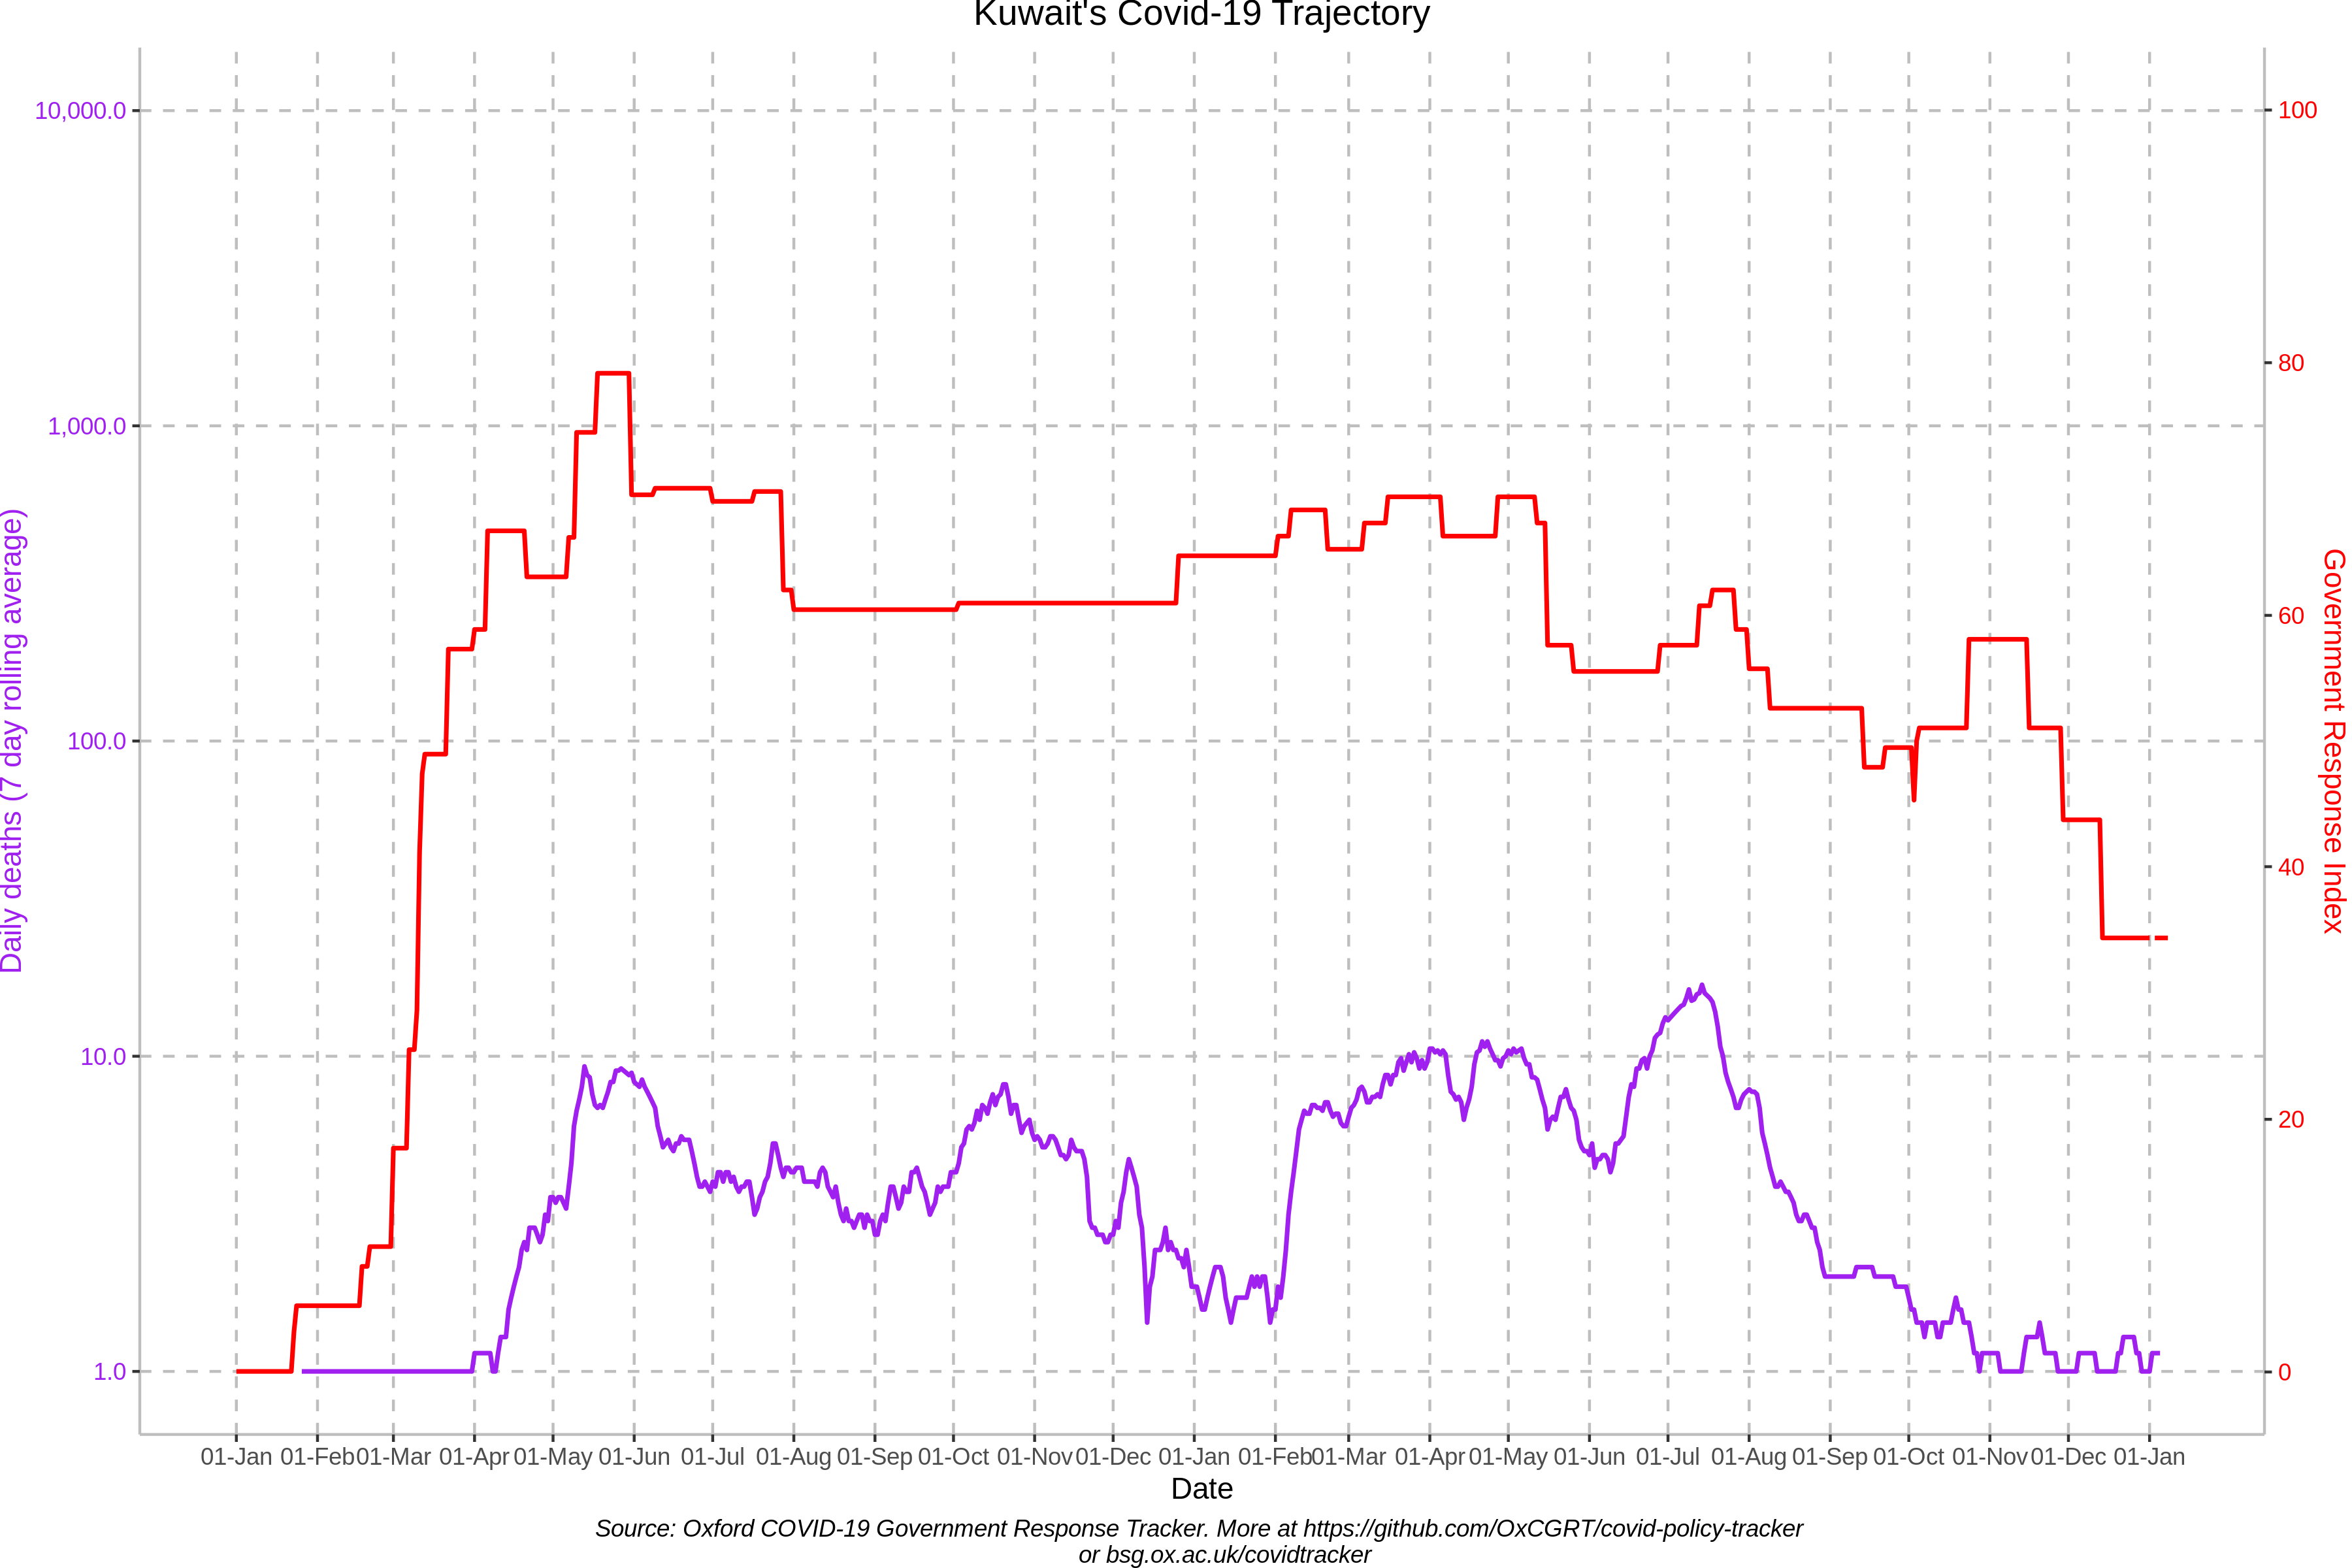 Kuwait's Covid-19 Trajectory
10,000.0
1,000.0
100.0
10.0
1.0
Daily deaths (7 day rolling average)
100
80
60
40
20
0
Government Response Index
01-Jan 01-Feb 01-Mar 01-Apr 01-May 01-Jun 01-Jul 01-Aug 01-Sep 01-Oct 01-Nov 01-Dec 01-Jan 01-Feb 01-Mar 01-Apr 01-May 01-Jun 01-Jul 01-Aug 01-Sep 01-Oct 01-Nov 01-Dec 01-Jan
Date
Source: Oxford COVID-19 Government Response Tracker. More at https://github.com/OxCGRT/covid-policy-tracker
or bsg.ox.ac.uk/covidtracker